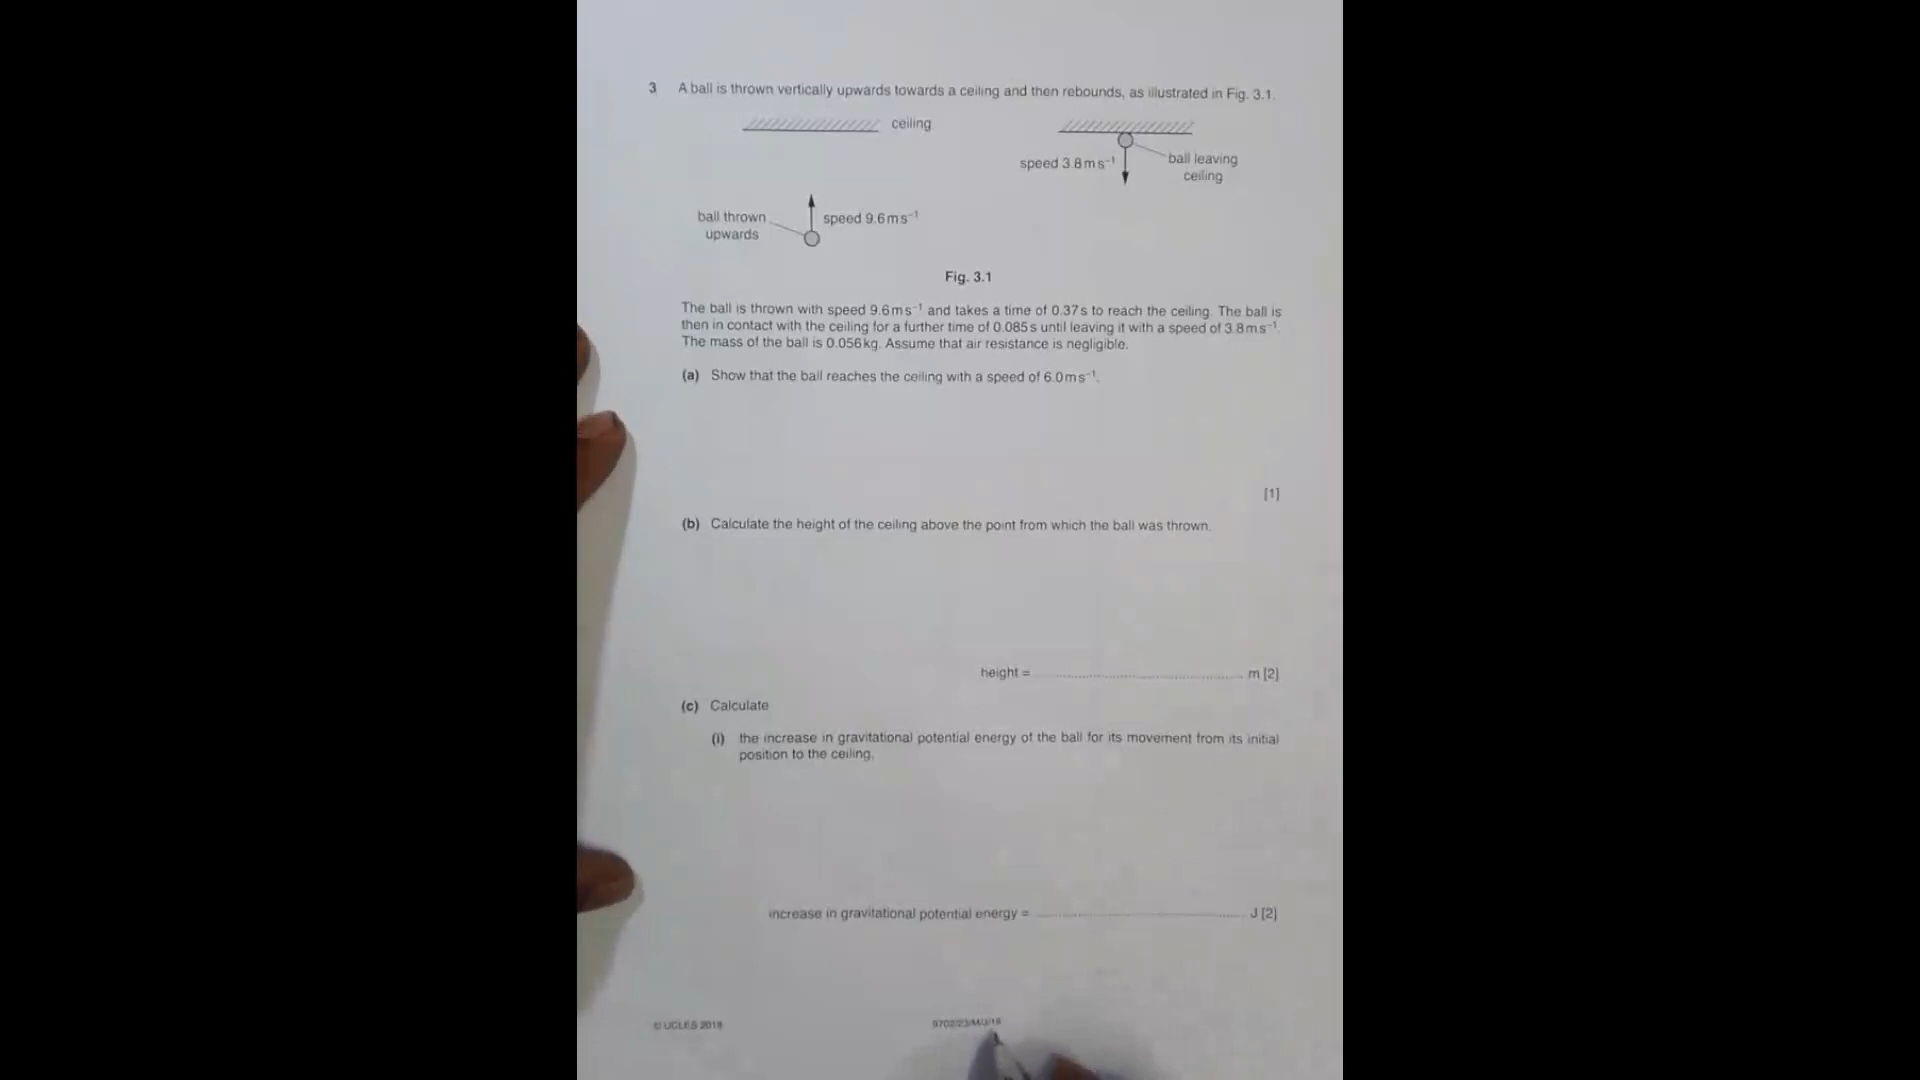 3 A ball is thrown vertically upwards towards a ceiling and then rebounds, as illustrated in Fig. 3.1.
ceiling
speed 3.8 m s⁻¹
ball leaving
ceiling
ball thrown
upwards
speed 9.6 m s⁻¹
Fig. 3.1
The ball is thrown with speed 9.6 m s⁻¹ and takes a time of 0.37 s to reach the ceiling. The ball is
then in contact with the ceiling for a further time of 0.085 s until leaving it with a speed of 3.8 m s⁻¹.
The mass of the ball is 0.056 kg. Assume that air resistance is negligible.
(a) Show that the ball reaches the ceiling with a speed of 6.0 m s⁻¹.
[1]
(b) Calculate the height of the ceiling above the point from which the ball was thrown.
height = ................................................ m [2]
(c) Calculate
(i) the increase in gravitational potential energy of the ball for its movement from its initial
position to the ceiling,
increase in gravitational potential energy = ................................................ J [2]
© UCLES 2018
9702/23/M/J/18